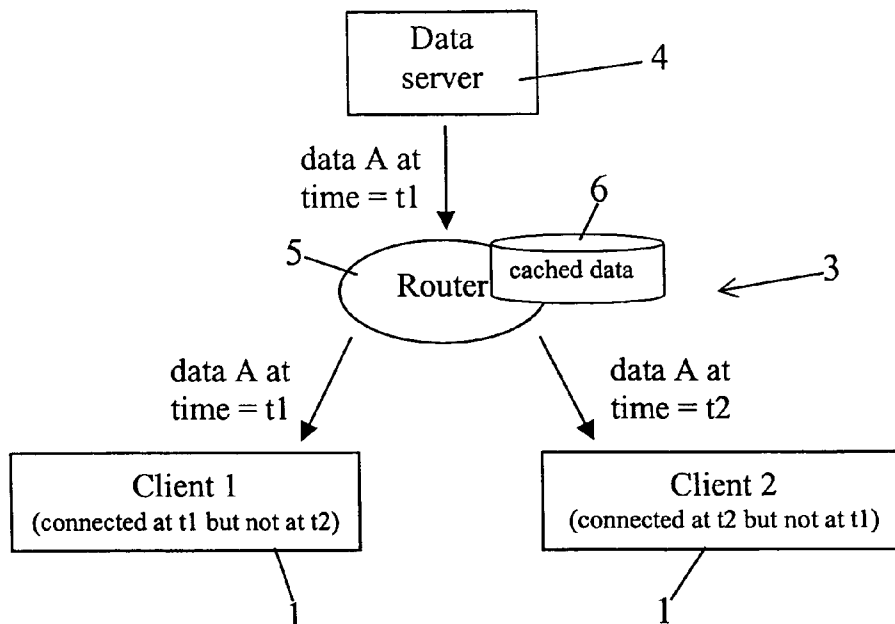 Data
server
4
data A at
time = t1
6
5
Router
cached data
3
data A at
time = t1
data A at
time = t2
Client 1
(connected at t1 but not at t2)
Client 2
(connected at t2 but not at t1)
1
1